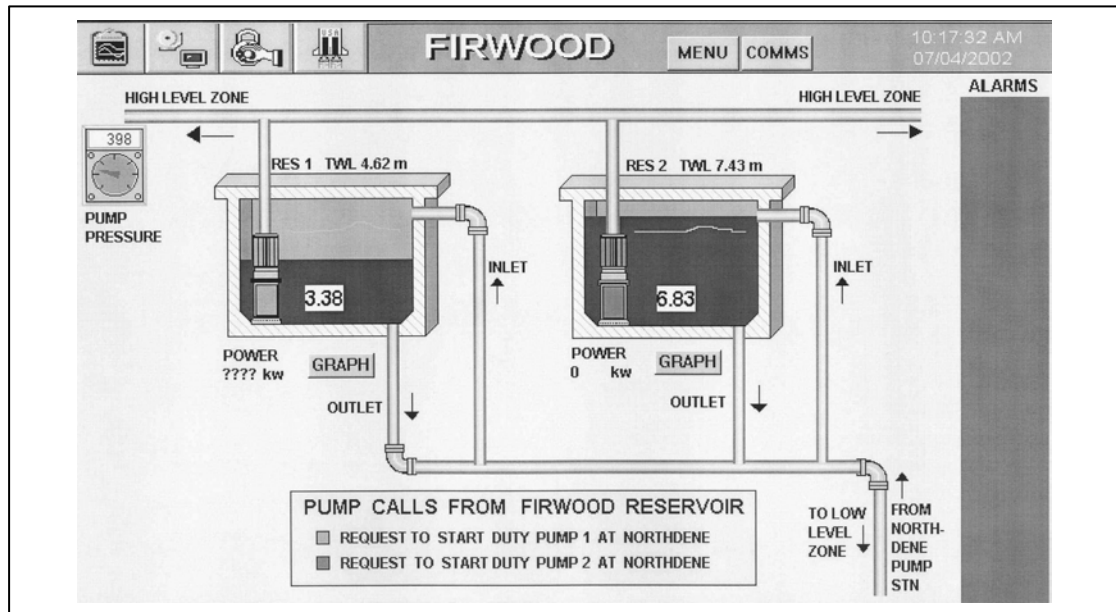 USA
FIRWOOD
MENU
COMMS
10:17:32 AM
07/04/2002
ALARMS
HIGH LEVEL ZONE
HIGH LEVEL ZONE
398
PUMP
PRESSURE
RES 1 TWL 4.62 m
RES 2 TWL 7.43 m
INLET
INLET
3.38
6.83
POWER
???? kw
GRAPH
POWER
0 kw
GRAPH
OUTLET
OUTLET
PUMP CALLS FROM FIRWOOD RESERVOIR
REQUEST TO START DUTY PUMP 1 AT NORTHDENE
REQUEST TO START DUTY PUMP 2 AT NORTHDENE
TO LOW
LEVEL
ZONE
FROM
NORTH-
DENE
PUMP
STN